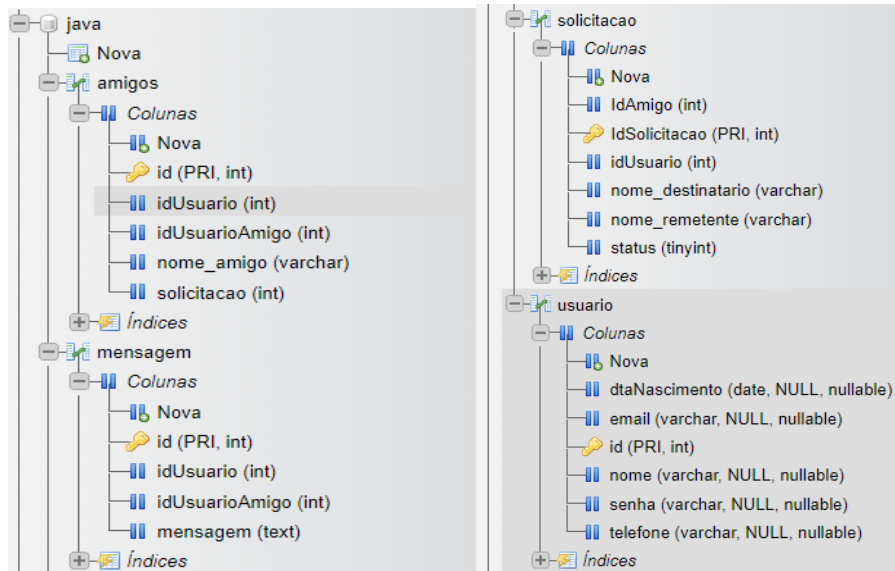 java
Nova
amigos
Colunas
Nova
id (PRI, int)
idUsuario (int)
idUsuarioAmigo (int)
nome_amigo (varchar)
solicitacao (int)
Índices
mensagem
Colunas
Nova
id (PRI, int)
idUsuario (int)
idUsuarioAmigo (int)
mensagem (text)
Índices
solicitacao
Colunas
Nova
IdAmigo (int)
IdSolicitacao (PRI, int)
idUsuario (int)
nome_destinatario (varchar)
nome_remetente (varchar)
status (tinyint)
Índices
usuario
Colunas
Nova
dtaNascimento (date, NULL, nullable)
email (varchar, NULL, nullable)
id (PRI, int)
nome (varchar, NULL, nullable)
senha (varchar, NULL, nullable)
telefone (varchar, NULL, nullable)
Índices